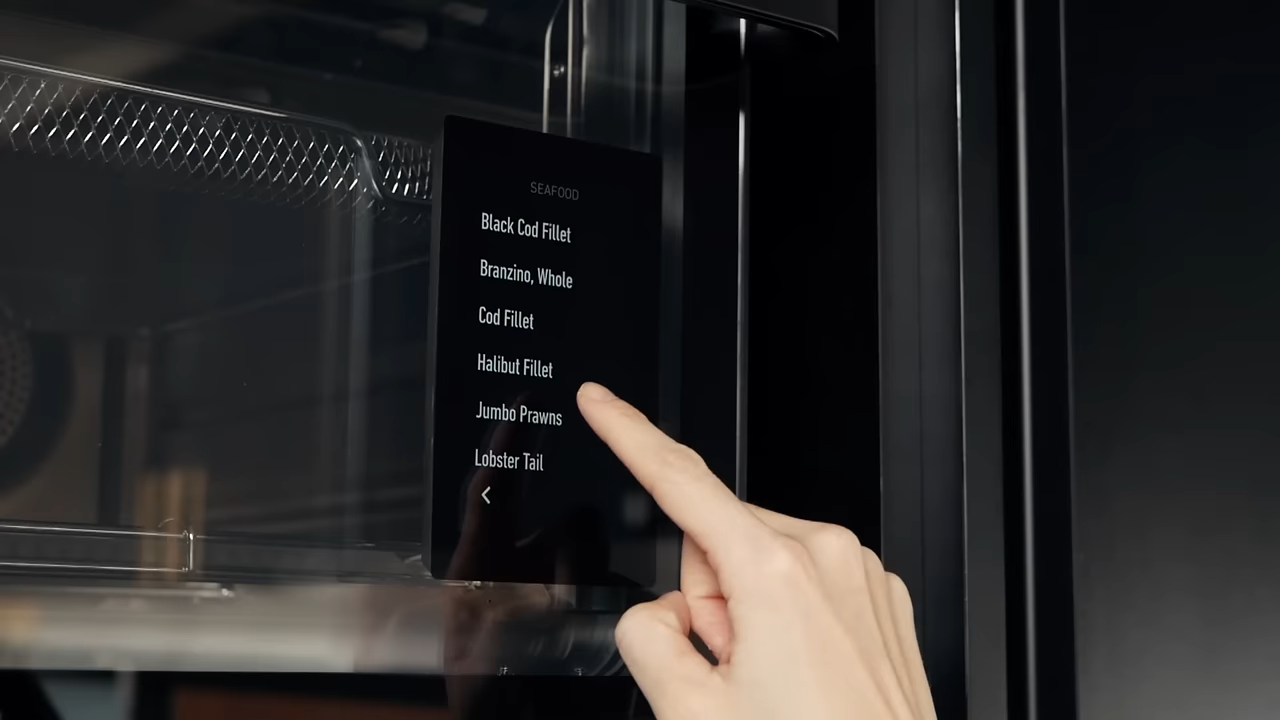 SEAFOOD
Black Cod Fillet
Branzino, Whole
Cod Fillet
Halibut Fillet
Jumbo Prawns
Lobster Tail